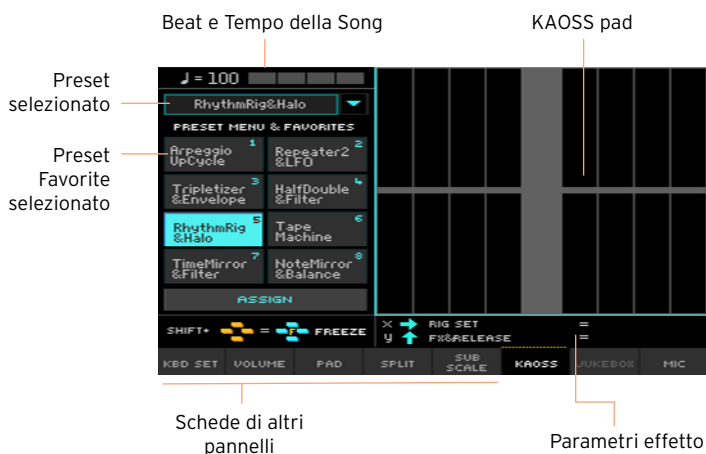 Beat e Tempo della Song
KAOSS pad
Preset
selezionato
Preset
Favorite
selezionato
♩ = 100
RhythmRig&Halo
PRESET MENU & FAVORITES
Arpeggio
UpCycle
1
Repeater2
&LFO
2
Tripletizer
&Envelope
3
HalfDouble
&Filter
4
RhythmRig
&Halo
5
Tape
Machine
6
TimeMirror
&Filter
7
NoteMirror
&Balance
8
ASSIGN
SHIFT+ = F FREEZE
X RIG SET =
y FX&RELEASE =
KBD SET VOLUME PAD SPLIT SUB SCALE KAOSS JUKEBOX MIC
Schede di altri
pannelli
Parametri effetto